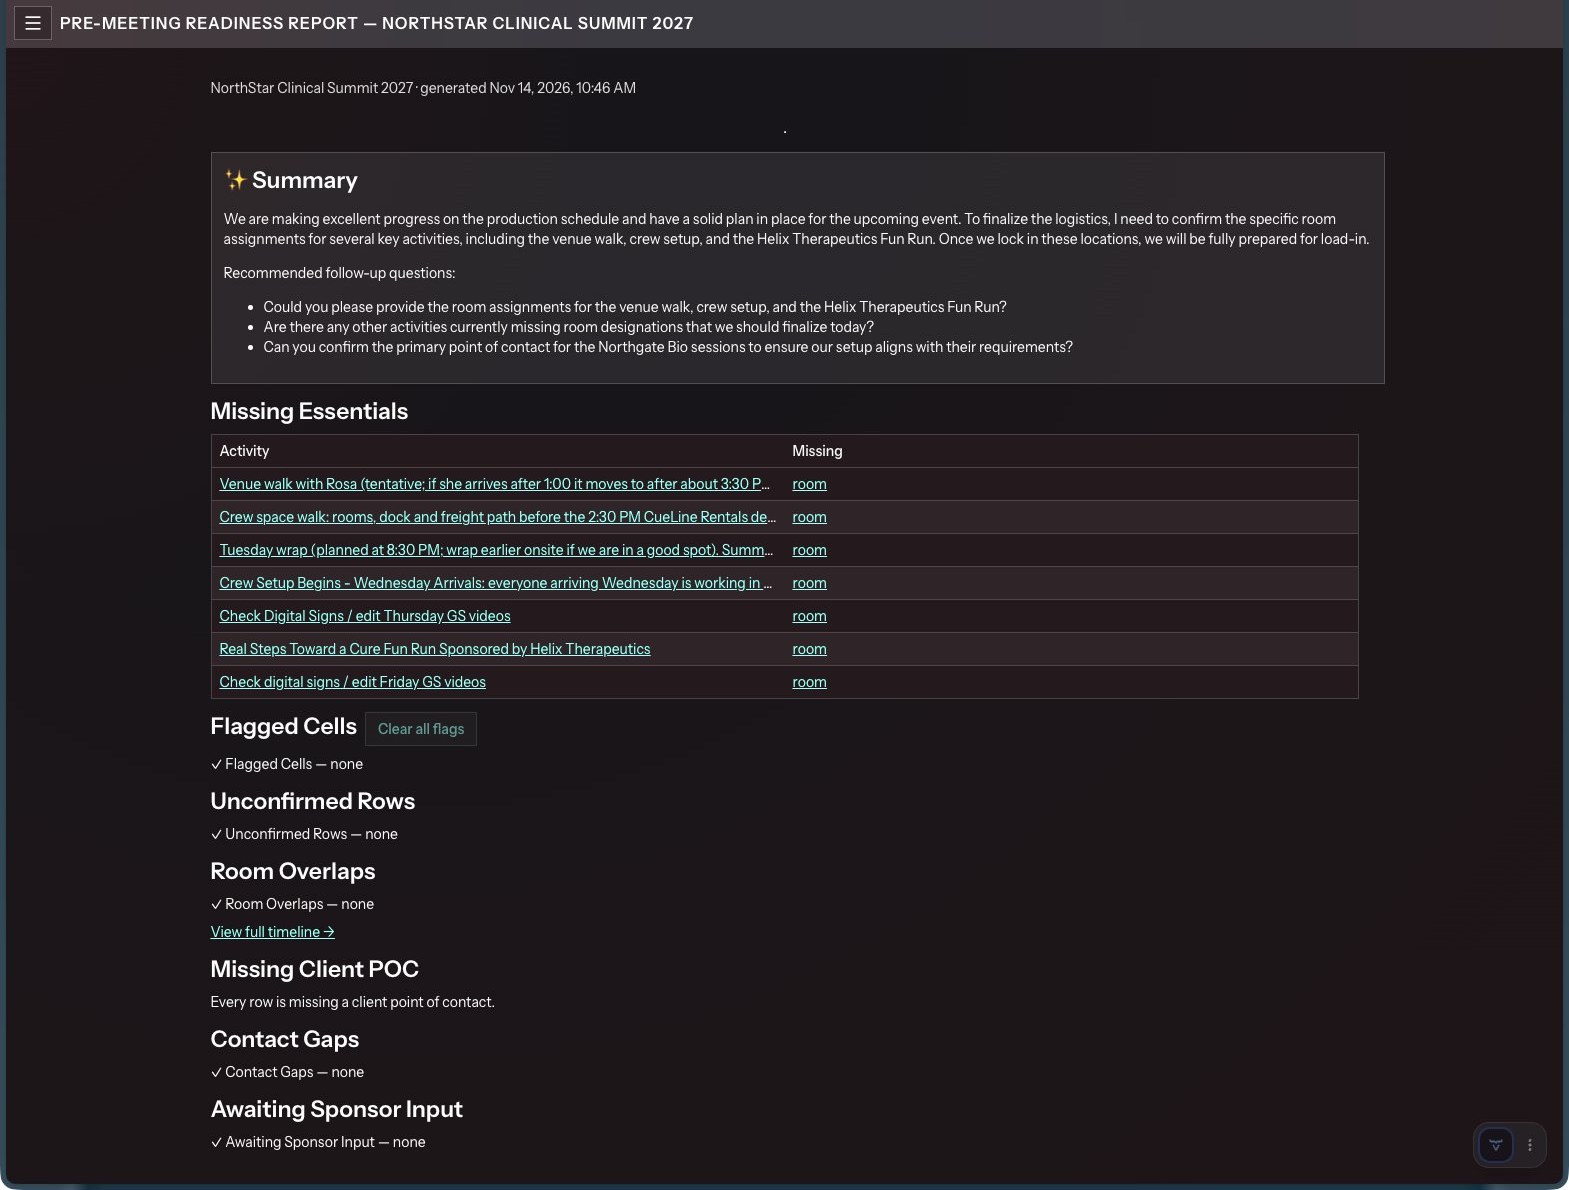 PRE-MEETING READINESS REPORT — NORTHSTAR CLINICAL SUMMIT 2027
NorthStar Clinical Summit 2027 · generated Nov 14, 2026, 10:46 AM
.
✨ Summary
We are making excellent progress on the production schedule and have a solid plan in place for the upcoming event. To finalize the logistics, I need to confirm the specific room
assignments for several key activities, including the venue walk, crew setup, and the Helix Therapeutics Fun Run. Once we lock in these locations, we will be fully prepared for load-in.
Recommended follow-up questions:
• Could you please provide the room assignments for the venue walk, crew setup, and the Helix Therapeutics Fun Run?
• Are there any other activities currently missing room designations that we should finalize today?
• Can you confirm the primary point of contact for the Northgate Bio sessions to ensure our setup aligns with their requirements?
Missing Essentials
Activity Missing
Venue walk with Rosa (tentative; if she arrives after 1:00 it moves to after about 3:30 P... room
Crew space walk: rooms, dock and freight path before the 2:30 PM CueLine Rentals de... room
Tuesday wrap (planned at 8:30 PM; wrap earlier onsite if we are in a good spot). Summ... room
Crew Setup Begins - Wednesday Arrivals: everyone arriving Wednesday is working in ... room
Check Digital Signs / edit Thursday GS videos room
Real Steps Toward a Cure Fun Run Sponsored by Helix Therapeutics room
Check digital signs / edit Friday GS videos room
Flagged Cells Clear all flags
✓ Flagged Cells — none
Unconfirmed Rows
✓ Unconfirmed Rows — none
Room Overlaps
✓ Room Overlaps — none
View full timeline →
Missing Client POC
Every row is missing a client point of contact.
Contact Gaps
✓ Contact Gaps — none
Awaiting Sponsor Input
✓ Awaiting Sponsor Input — none